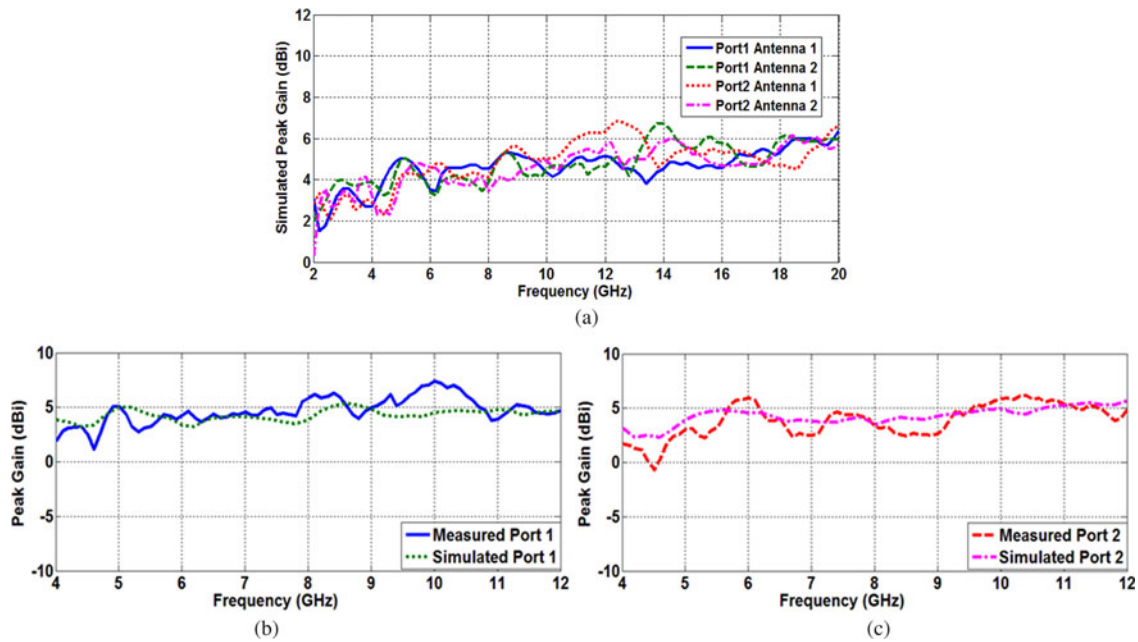 Simulated Peak Gain (dBi)
12
10
8
6
4
2
0
Port1 Antenna 1
Port1 Antenna 2
Port2 Antenna 1
Port2 Antenna 2
2 4 6 8 10 12 14 16 18 20
Frequency (GHz)
(a)
Peak Gain (dBi)
10
5
0
-5
-10
Measured Port 1
Simulated Port 1
4 5 6 7 8 9 10 11 12
Frequency (GHz)
(b)
Peak Gain (dBi)
10
5
0
-5
-10
Measured Port 2
Simulated Port 2
4 5 6 7 8 9 10 11 12
Frequency (GHz)
(c)